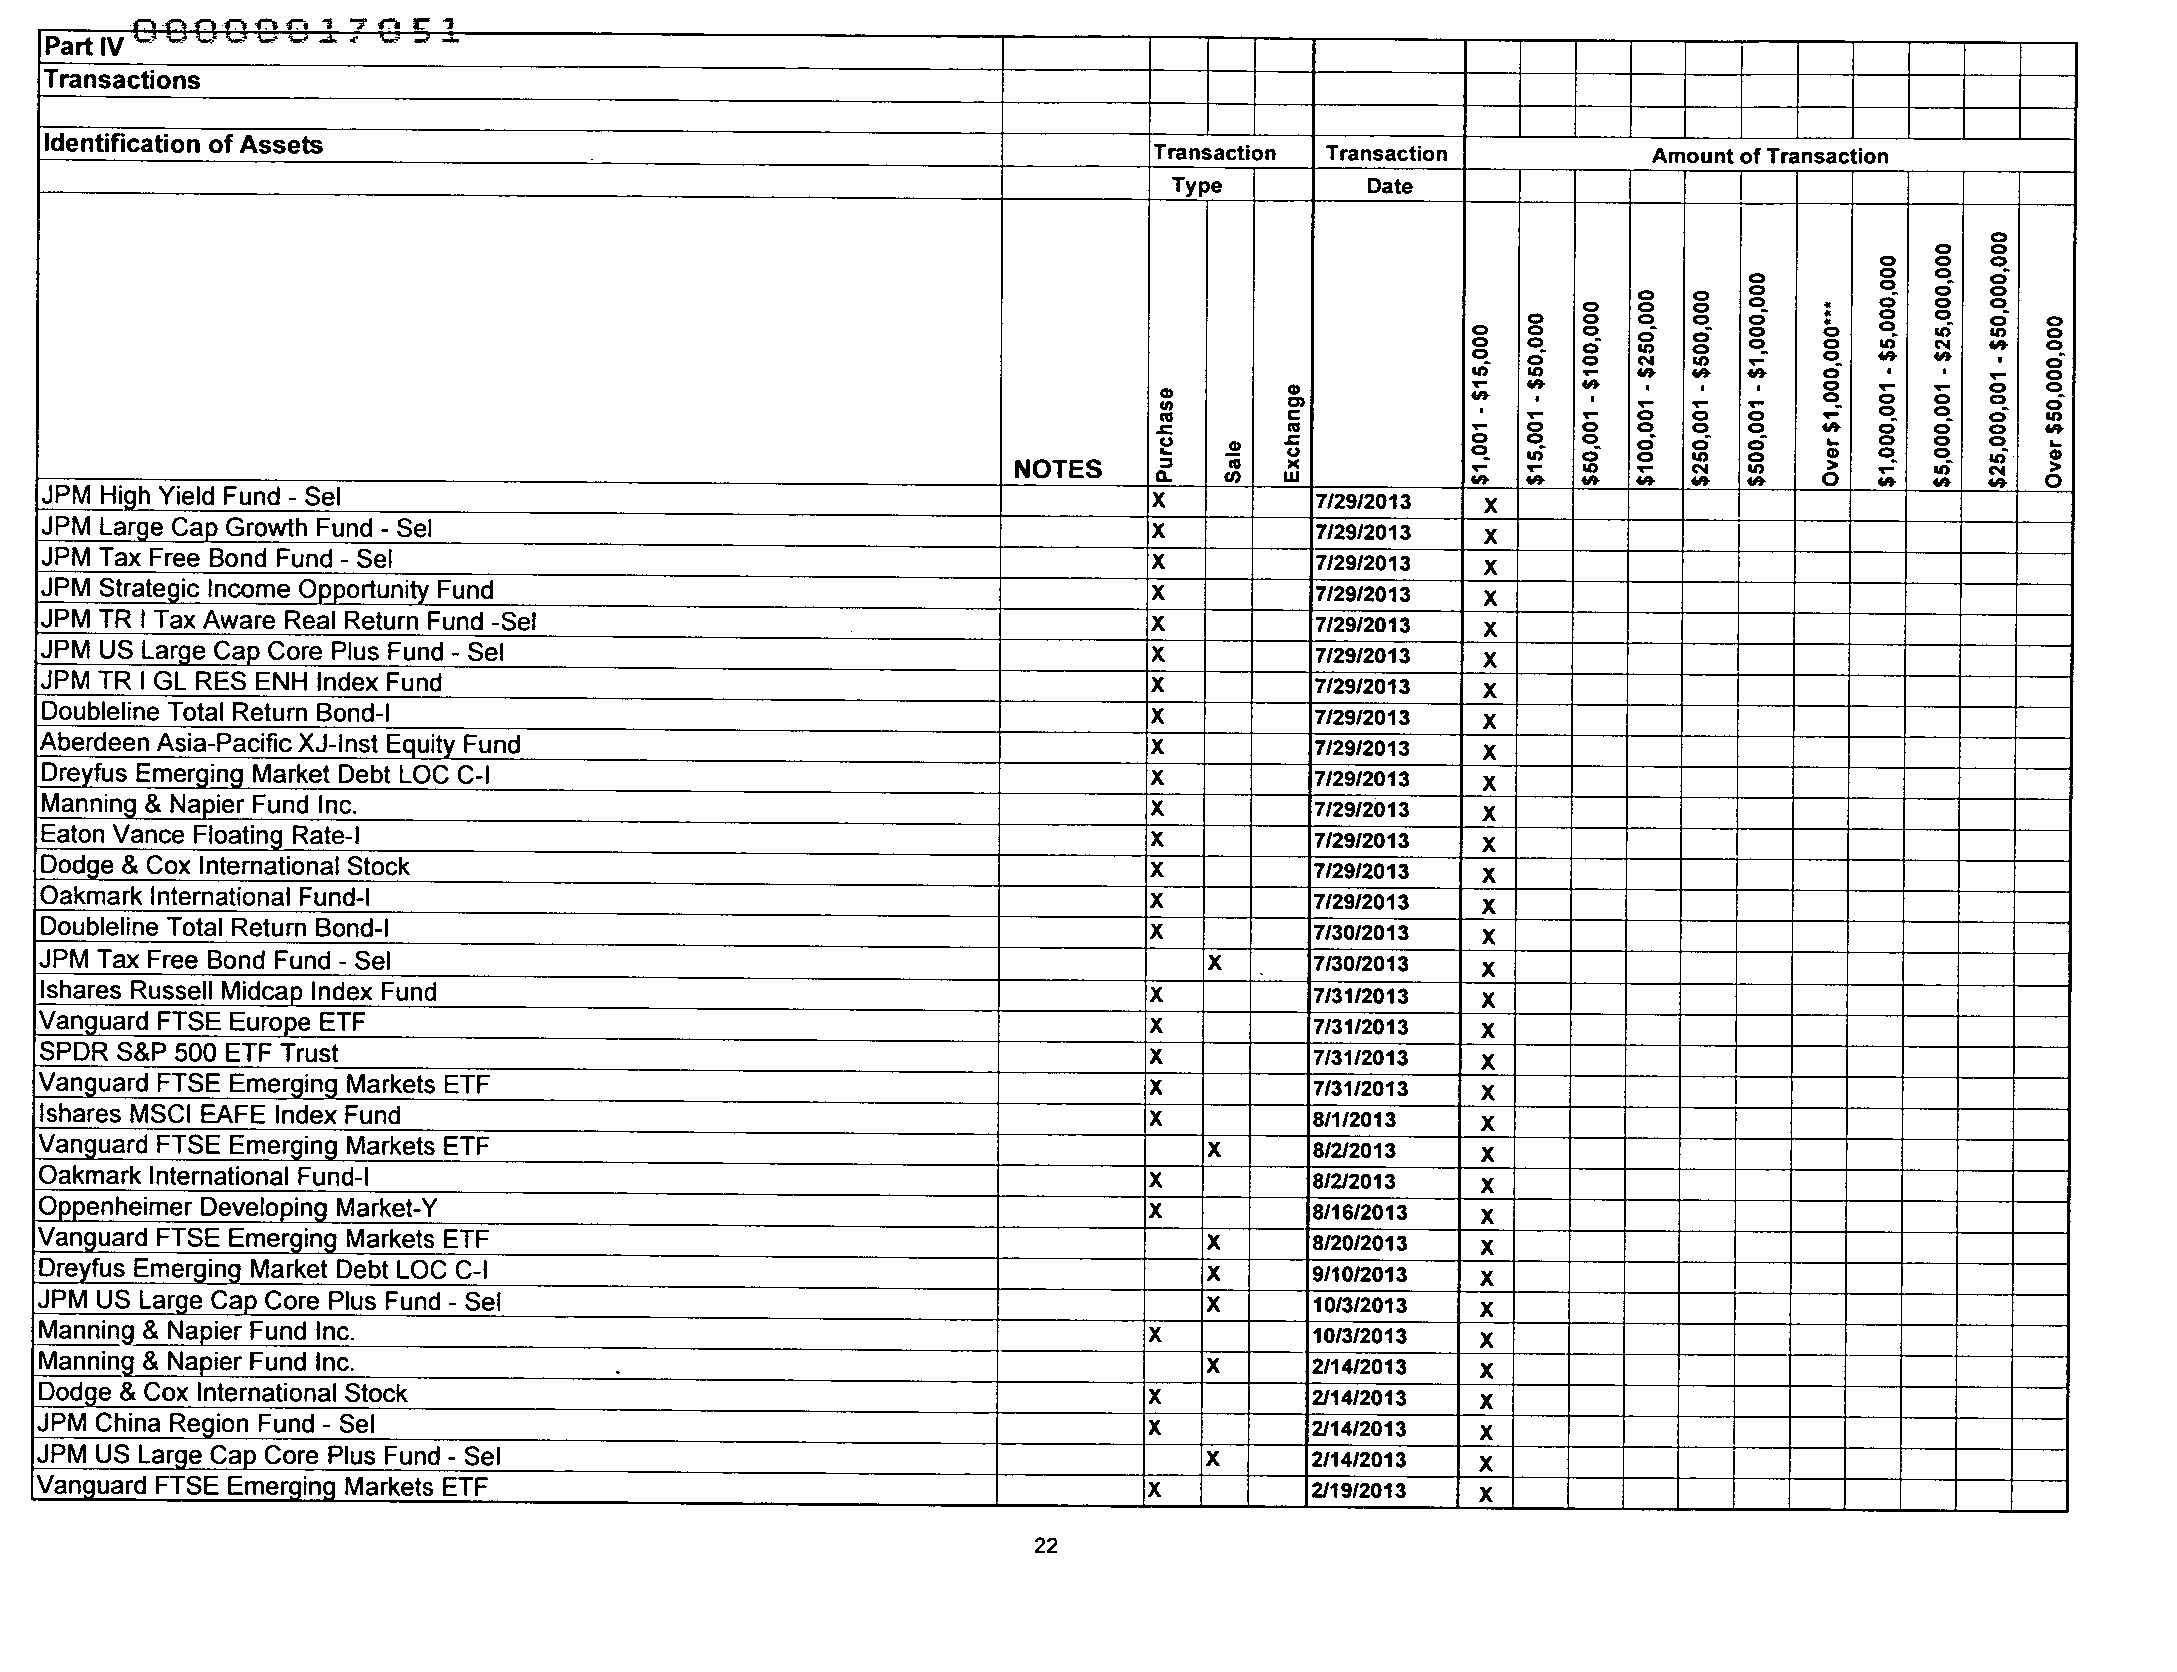 00000017051
Part IV
Transactions
Identification of Assets Transaction Transaction Amount of Transaction
Type Date
NOTES Purchase Sale Exchange $1,001 - $15,000 $15,001 - $50,000 $50,001 - $100,000 $100,001 - $250,000 $250,001 - $500,000 $500,001 - $1,000,000 Over $1,000,000*** $1,000,001 - $5,000,000 $5,000,001 - $25,000,000 $25,000,001 - $50,000,000 Over $50,000,000
JPM High Yield Fund - Sel X 7/29/2013 X
JPM Large Cap Growth Fund - Sel X 7/29/2013 X
JPM Tax Free Bond Fund - Sel X 7/29/2013 X
JPM Strategic Income Opportunity Fund X 7/29/2013 X
JPM TR I Tax Aware Real Return Fund -Sel X 7/29/2013 X
JPM US Large Cap Core Plus Fund - Sel X 7/29/2013 X
JPM TR I GL RES ENH Index Fund X 7/29/2013 X
Doubleline Total Return Bond-I X 7/29/2013 X
Aberdeen Asia-Pacific XJ-Inst Equity Fund X 7/29/2013 X
Dreyfus Emerging Market Debt LOC C-I X 7/29/2013 X
Manning & Napier Fund Inc. X 7/29/2013 X
Eaton Vance Floating Rate-I X 7/29/2013 X
Dodge & Cox International Stock X 7/29/2013 X
Oakmark International Fund-I X 7/29/2013 X
Doubleline Total Return Bond-I X 7/30/2013 X
JPM Tax Free Bond Fund - Sel X 7/30/2013 X
Ishares Russell Midcap Index Fund X 7/31/2013 X
Vanguard FTSE Europe ETF X 7/31/2013 X
SPDR S&P 500 ETF Trust X 7/31/2013 X
Vanguard FTSE Emerging Markets ETF X 7/31/2013 X
Ishares MSCI EAFE Index Fund X 8/1/2013 X
Vanguard FTSE Emerging Markets ETF X 8/2/2013 X
Oakmark International Fund-I X 8/2/2013 X
Oppenheimer Developing Market-Y X 8/16/2013 X
Vanguard FTSE Emerging Markets ETF X 8/20/2013 X
Dreyfus Emerging Market Debt LOC C-I X 9/10/2013 X
JPM US Large Cap Core Plus Fund - Sel X 10/3/2013 X
Manning & Napier Fund Inc. X 10/3/2013 X
Manning & Napier Fund Inc. X 2/14/2013 X
Dodge & Cox International Stock X 2/14/2013 X
JPM China Region Fund - Sel X 2/14/2013 X
JPM US Large Cap Core Plus Fund - Sel X 2/14/2013 X
Vanguard FTSE Emerging Markets ETF X 2/19/2013 X
22